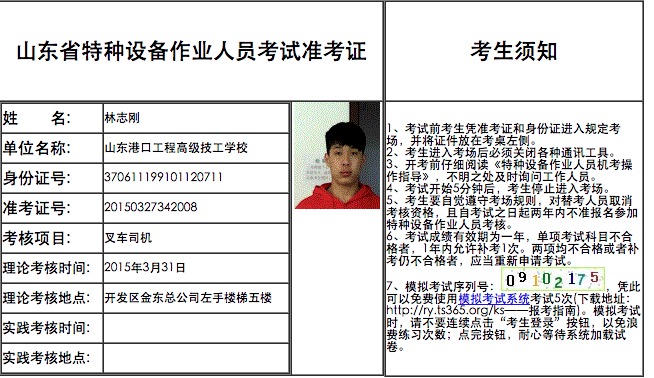 山东省特种设备作业人员考试准考证
姓 名: 林志刚
单位名称: 山东港口工程高级技工学校
身份证号: 370611199101120711
准考证号: 20150327342008
考核项目: 叉车司机
理论考核时间: 2015年3月31日
理论考核地点: 开发区金东总公司左手楼梯五楼
实践考核时间:
实践考核地点:
考生须知
1、考试前考生凭准考证和身份证进入规定考
场，并将证件放在考桌左侧。
2、考生进入考场后必须关闭各种通讯工具。
3、开考前仔细阅读《特种设备作业人员机考操
作指导》，不明之处及时询问工作人员。
4、考试开始5分钟后，考生停止进入考场。
5、考生要自觉遵守考场规则，对替考人员取消
考核资格，且自考试之日起两年内不准报名参加
特种设备作业人员考核。
6、考试成绩有效期为一年，单项考试科目不合
格者，1年内允许补考1次。两项均不合格或者补
考仍不合格者，应当重新申请考试。
7、模拟考试序列号： 09102175 ，凭此
可以免费使用模拟考试系统考试5次(下载地址：
http://ry.ts365.org/ks——报考指南)。模拟考试
时，请不要连续点击“考生登录”按钮，以免浪
费练习次数；点完按钮，耐心等待系统加载试
卷。